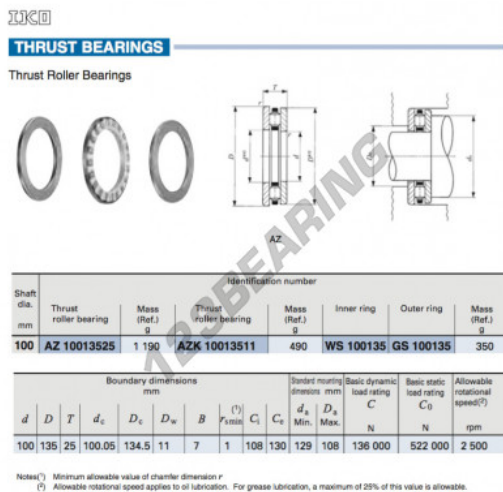 IKO
THRUST BEARINGS
Thrust Roller Bearings
T
r
D
d
d
AZ
123BEARING
Identification number
Shaft dia. mm
Thrust roller bearing
Mass (Ref.) g
Thrust roller bearing
Mass (Ref.) g
Inner ring
Outer ring
Mass (Ref.) g
100 AZ 10013525 1 190 AZK 10013511 490 WS 100135 GS 100135 350
Boundary dimensions mm
Standard mounting dimensions mm
Basic dynamic load rating C N
Basic static load rating C0 N
Allowable rotational speed(2) rpm
d D T dc Dc Dw B rsmin(1) Ci Ce da Min. Da Max.
100 135 25 100.05 134.5 11 7 1 108 130 129 108 136 000 522 000 2 500
Notes(1) Minimum allowable value of chamfer dimension r
(2) Allowable rotational speed applies to oil lubrication. For grease lubrication, a maximum of 25% of this value is allowable.